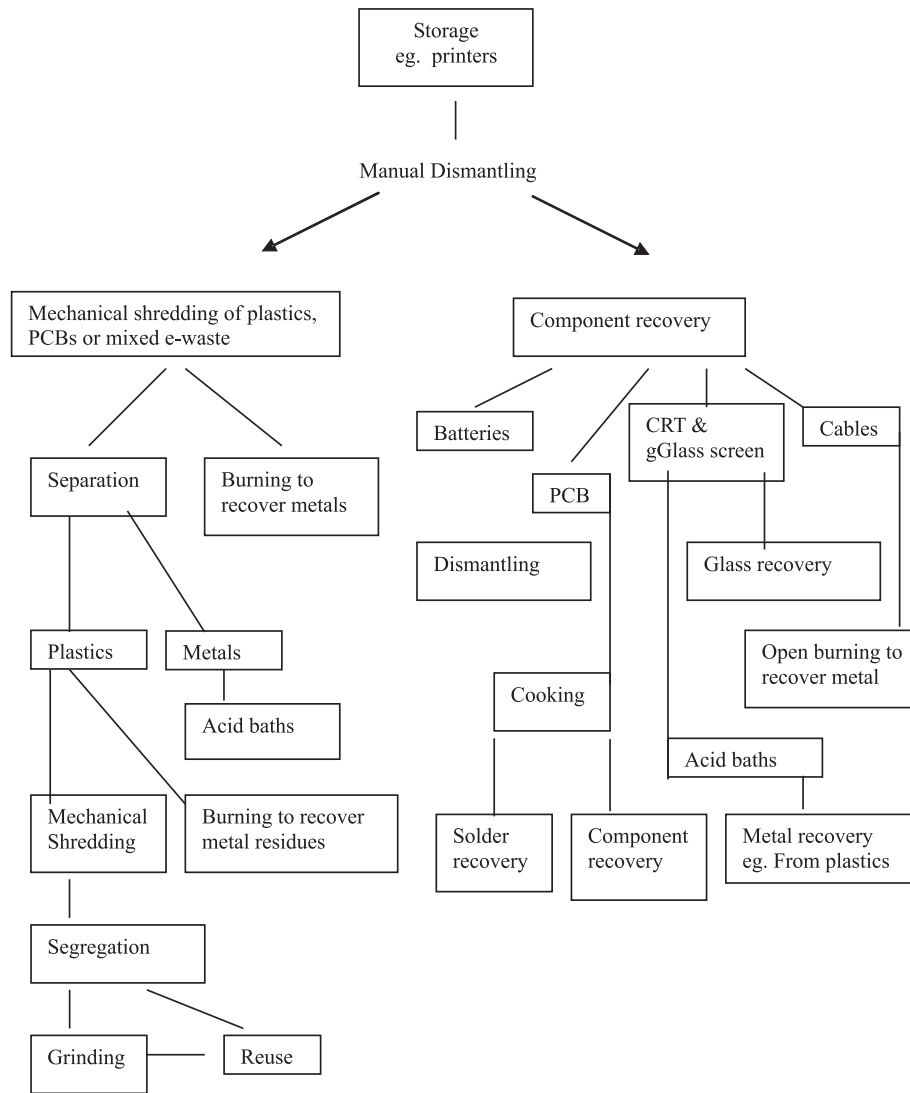 Storage
eg. printers
Manual Dismantling
Mechanical shredding of plastics,
PCBs or mixed e-waste
Component recovery
Batteries
CRT &
gGlass screen
Cables
Separation
Burning to
recover metals
PCB
Dismantling
Glass recovery
Plastics
Metals
Open burning to
recover metal
Cooking
Acid baths
Acid baths
Mechanical
Shredding
Burning to recover
metal residues
Solder
recovery
Component
recovery
Metal recovery
eg. From plastics
Segregation
Grinding
Reuse